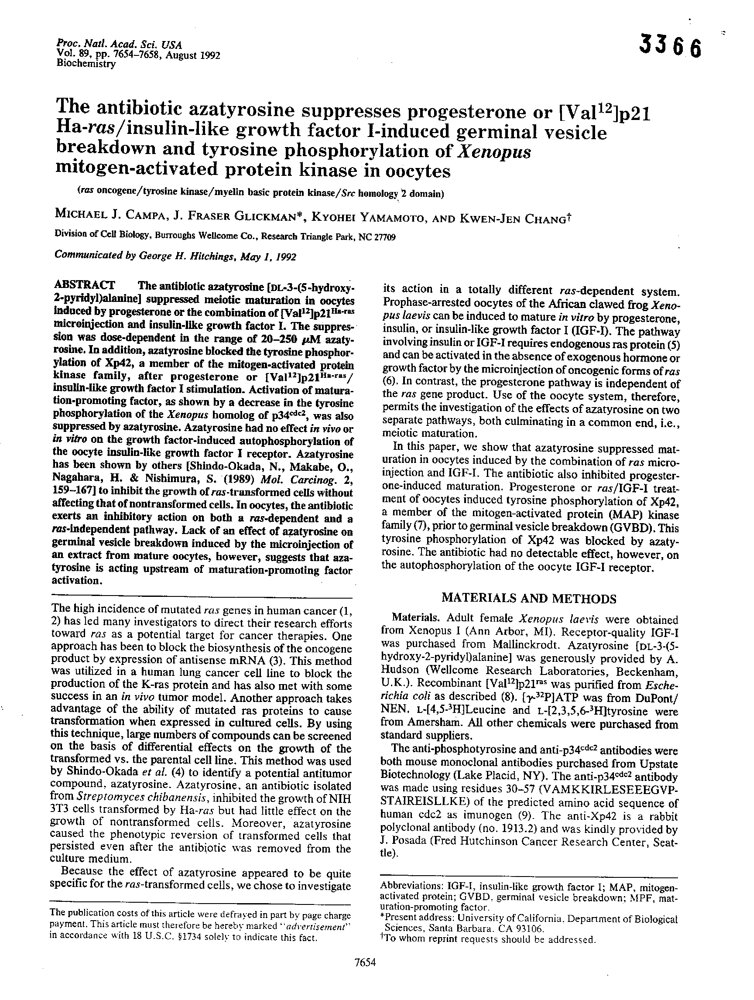 Proc. Natl. Acad. Sci. USA
Vol. 89, pp. 7654-7658, August 1992
Biochemistry
3366
The antibiotic azatyrosine suppresses progesterone or [Val¹²]p21
Ha-ras/insulin-like growth factor I-induced germinal vesicle
breakdown and tyrosine phosphorylation of Xenopus
mitogen-activated protein kinase in oocytes
(ras oncogene/tyrosine kinase/myelin basic protein kinase/Src homology 2 domain)
MICHAEL J. CAMPA, J. FRASER GLICKMAN*, KYOHEI YAMAMOTO, AND KWEN-JEN CHANG†
Division of Cell Biology, Burroughs Wellcome Co., Research Triangle Park, NC 27709
Communicated by George H. Hitchings, May 1, 1992
ABSTRACT The antibiotic azatyrosine [DL-3-(5-hydroxy-
2-pyridyl)alanine] suppressed meiotic maturation in oocytes
induced by progesterone or the combination of [Val¹²]p21ᴴᵃ⁻ʳᵃˢ
microinjection and insulin-like growth factor I. The suppres-
sion was dose-dependent in the range of 20–250 μM azaty-
rosine. In addition, azatyrosine blocked the tyrosine phosphor-
ylation of Xp42, a member of the mitogen-activated protein
kinase family, after progesterone or [Val¹²]p21ᴴᵃ⁻ʳᵃˢ/
insulin-like growth factor I stimulation. Activation of matura-
tion-promoting factor, as shown by a decrease in the tyrosine
phosphorylation of the Xenopus homolog of p34ᶜᵈᶜ², was also
suppressed by azatyrosine. Azatyrosine had no effect in vivo or
in vitro on the growth factor-induced autophosphorylation of
the oocyte insulin-like growth factor I receptor. Azatyrosine
has been shown by others [Shindo-Okada, N., Makabe, O.,
Nagahara, H. & Nishimura, S. (1989) Mol. Carcinog. 2,
159–167] to inhibit the growth of ras-transformed cells without
affecting that of nontransformed cells. In oocytes, the antibiotic
exerts an inhibitory action on both a ras-dependent and a
ras-independent pathway. Lack of an effect of azatyrosine on
germinal vesicle breakdown induced by the microinjection of
an extract from mature oocytes, however, suggests that aza-
tyrosine is acting upstream of maturation-promoting factor
activation.
The high incidence of mutated ras genes in human cancer (1,
2) has led many investigators to direct their research efforts
toward ras as a potential target for cancer therapies. One
approach has been to block the biosynthesis of the oncogene
product by expression of antisense mRNA (3). This method
was utilized in a human lung cancer cell line to block the
production of the K-ras protein and has also met with some
success in an in vivo tumor model. Another approach takes
advantage of the ability of mutated ras proteins to cause
transformation when expressed in cultured cells. By using
this technique, large numbers of compounds can be screened
on the basis of differential effects on the growth of the
transformed vs. the parental cell line. This method was used
by Shindo-Okada et al. (4) to identify a potential antitumor
compound, azatyrosine. Azatyrosine, an antibiotic isolated
from Streptomyces chibanensis, inhibited the growth of NIH
3T3 cells transformed by Ha-ras but had little effect on the
growth of nontransformed cells. Moreover, azatyrosine
caused the phenotypic reversion of transformed cells that
persisted even after the antibiotic was removed from the
culture medium.
Because the effect of azatyrosine appeared to be quite
specific for the ras-transformed cells, we chose to investigate
The publication costs of this article were defrayed in part by page charge
payment. This article must therefore be hereby marked "advertisement"
in accordance with 18 U.S.C. §1734 solely to indicate this fact.
its action in a totally different ras-dependent system.
Prophase-arrested oocytes of the African clawed frog Xeno-
pus laevis can be induced to mature in vitro by progesterone,
insulin, or insulin-like growth factor I (IGF-I). The pathway
involving insulin or IGF-I requires endogenous ras protein (5)
and can be activated in the absence of exogenous hormone or
growth factor by the microinjection of oncogenic forms of ras
(6). In contrast, the progesterone pathway is independent of
the ras gene product. Use of the oocyte system, therefore,
permits the investigation of the effects of azatyrosine on two
separate pathways, both culminating in a common end, i.e.,
meiotic maturation.
In this paper, we show that azatyrosine suppressed mat-
uration in oocytes induced by the combination of ras micro-
injection and IGF-I. The antibiotic also inhibited progester-
one-induced maturation. Progesterone or ras/IGF-I treat-
ment of oocytes induced tyrosine phosphorylation of Xp42,
a member of the mitogen-activated protein (MAP) kinase
family (7), prior to germinal vesicle breakdown (GVBD). This
tyrosine phosphorylation of Xp42 was blocked by azaty-
rosine. The antibiotic had no detectable effect, however, on
the autophosphorylation of the oocyte IGF-I receptor.
MATERIALS AND METHODS
Materials. Adult female Xenopus laevis were obtained
from Xenopus I (Ann Arbor, MI). Receptor-quality IGF-I
was purchased from Mallinckrodt. Azatyrosine [DL-3-(5-
hydroxy-2-pyridyl)alanine] was generously provided by A.
Hudson (Wellcome Research Laboratories, Beckenham,
U.K.). Recombinant [Val¹²]p21ʳᵃˢ was purified from Esche-
richia coli as described (8). [γ-³²P]ATP was from DuPont/
NEN. L-[4,5-³H]Leucine and L-[2,3,5,6-³H]tyrosine were
from Amersham. All other chemicals were purchased from
standard suppliers.
The anti-phosphotyrosine and anti-p34ᶜᵈᶜ² antibodies were
both mouse monoclonal antibodies purchased from Upstate
Biotechnology (Lake Placid, NY). The anti-p34ᶜᵈᶜ² antibody
was made using residues 30–57 (VAMKKIRLESEEEGVP-
STAIREISLLKE) of the predicted amino acid sequence of
human cdc2 as imunogen (9). The anti-Xp42 is a rabbit
polyclonal antibody (no. 1913.2) and was kindly provided by
J. Posada (Fred Hutchinson Cancer Research Center, Seat-
tle).
Abbreviations: IGF-I, insulin-like growth factor I; MAP, mitogen-
activated protein; GVBD, germinal vesicle breakdown; MPF, mat-
uration-promoting factor.
*Present address: University of California, Department of Biological
Sciences, Santa Barbara, CA 93106.
†To whom reprint requests should be addressed.
7654